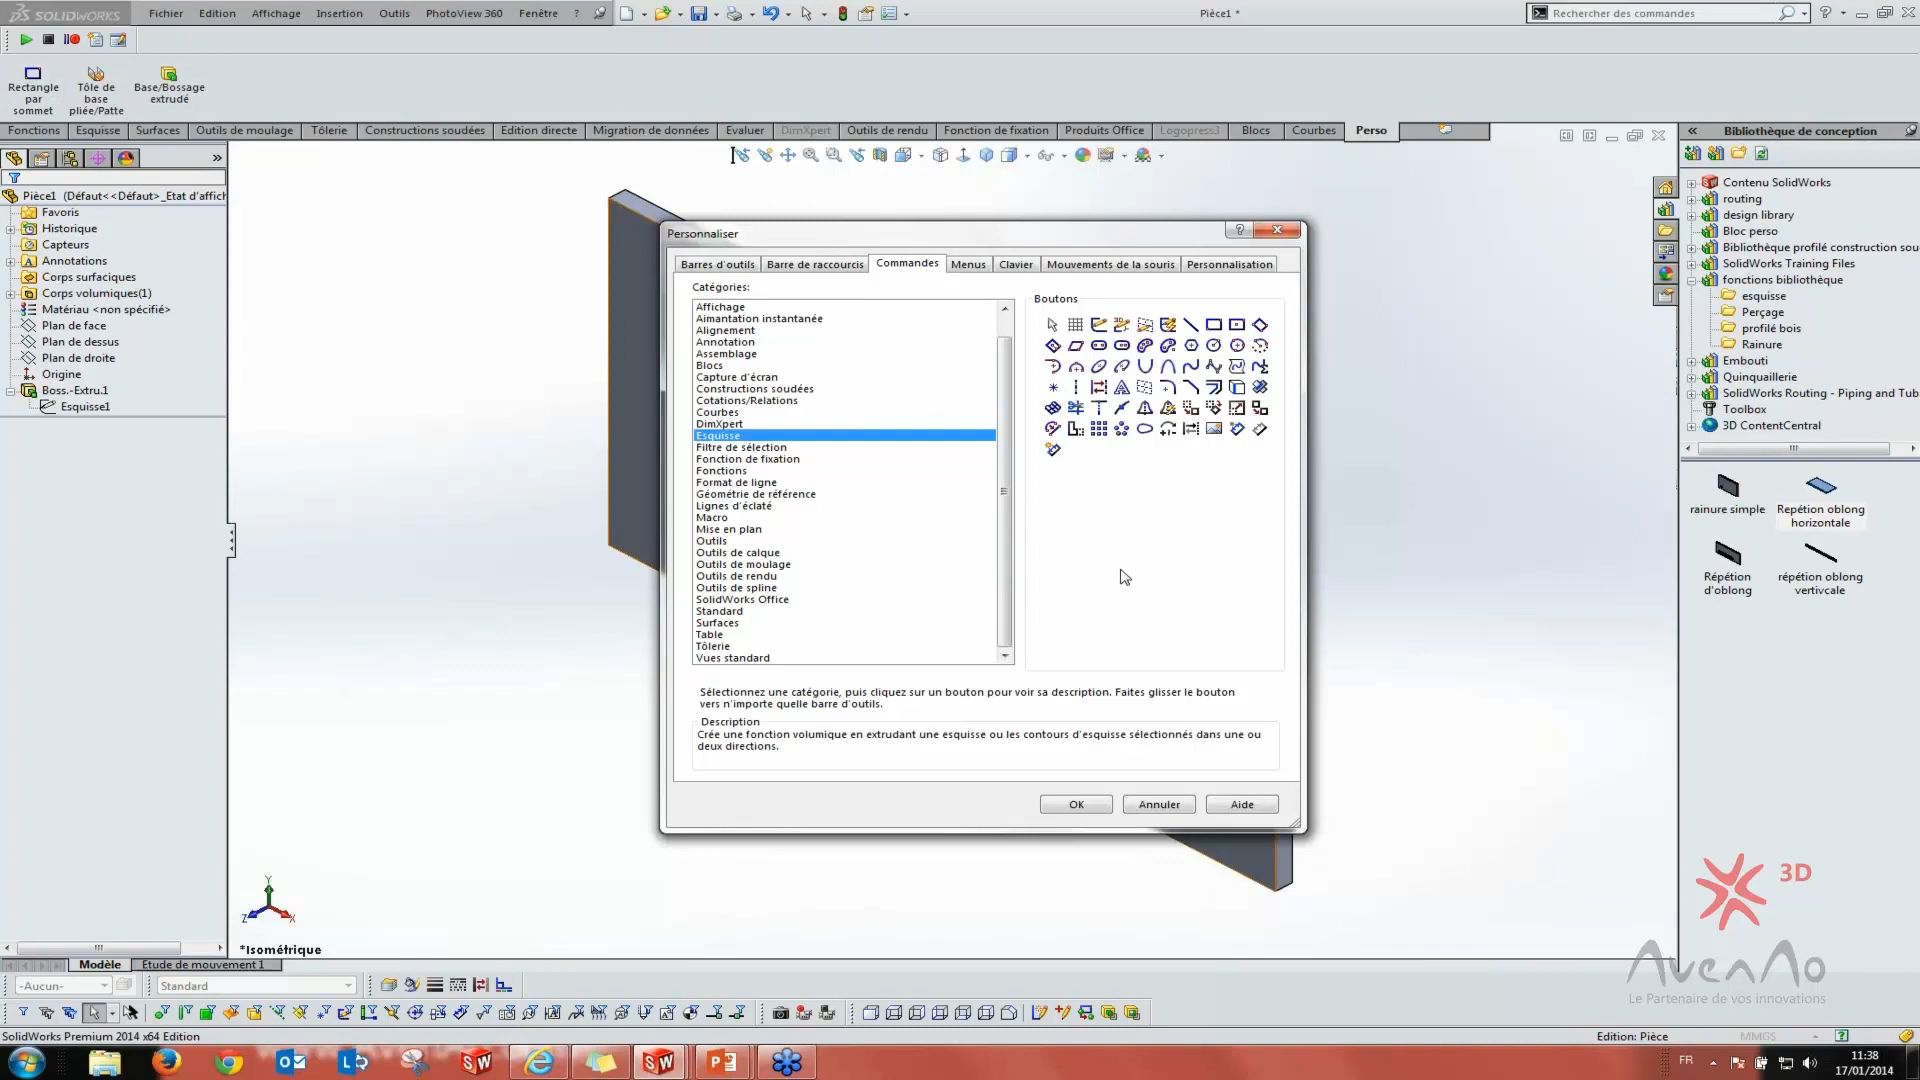 SOLIDWORKS
Fichier Edition Affichage Insertion Outils PhotoView 360 Fenêtre ?
Pièce1 *
Rechercher des commandes
Rectangle par sommet
Tôle de base pliée/Patte
Base/Bossage extrudé
Fonctions Esquisse Surfaces Outils de moulage Tôlerie Constructions soudées Edition directe Migration de données Evaluer DimXpert Outils de rendu Fonction de fixation Produits Office Logopress3 Blocs Courbes Perso
Pièce1 (Défaut<<Défaut>_Etat d'affich
Favoris
Historique
Capteurs
Annotations
Corps surfaciques
Corps volumiques(1)
Matériau <non spécifié>
Plan de face
Plan de dessus
Plan de droite
Origine
Boss.-Extru.1
Esquisse1
Personnaliser
Barres d'outils Barre de raccourcis Commandes Menus Clavier Mouvements de la souris Personnalisation
Catégories:
Affichage
Aimantation instantanée
Alignement
Annotation
Assemblage
Blocs
Capture d'écran
Constructions soudées
Cotations/Relations
Courbes
DimXpert
Esquisse
Filtre de sélection
Fonction de fixation
Fonctions
Format de ligne
Géométrie de référence
Lignes d'éclaté
Macro
Mise en plan
Outils
Outils de calque
Outils de moulage
Outils de rendu
Outils de spline
SolidWorks Office
Standard
Surfaces
Table
Tôlerie
Vues standard
Boutons
Sélectionnez une catégorie, puis cliquez sur un bouton pour voir sa description. Faites glisser le bouton
vers n'importe quelle barre d'outils.
Description
Crée une fonction volumique en extrudant une esquisse ou les contours d'esquisse sélectionnés dans une ou
deux directions.
OK Annuler Aide
Bibliothèque de conception
Contenu SolidWorks
routing
design library
Bloc perso
Bibliothèque profilé construction sou
SolidWorks Training Files
fonctions bibliothèque
esquisse
Perçage
profilé bois
Rainure
Embouti
Quinquaillerie
SolidWorks Routing - Piping and Tub
Toolbox
3D ContentCentral
rainure simple
Repétion oblong
horizontale
Répétion
d'oblong
répétion oblong
vertivcale
Y
Z
X
*Isométrique
3D
AvenAo
Le Partenaire de vos innovations
Modèle Etude de mouvement 1
-Aucun- Standard
SolidWorks Premium 2014 x64 Edition
Edition: Pièce
MMGS
FR
11:38
17/01/2014